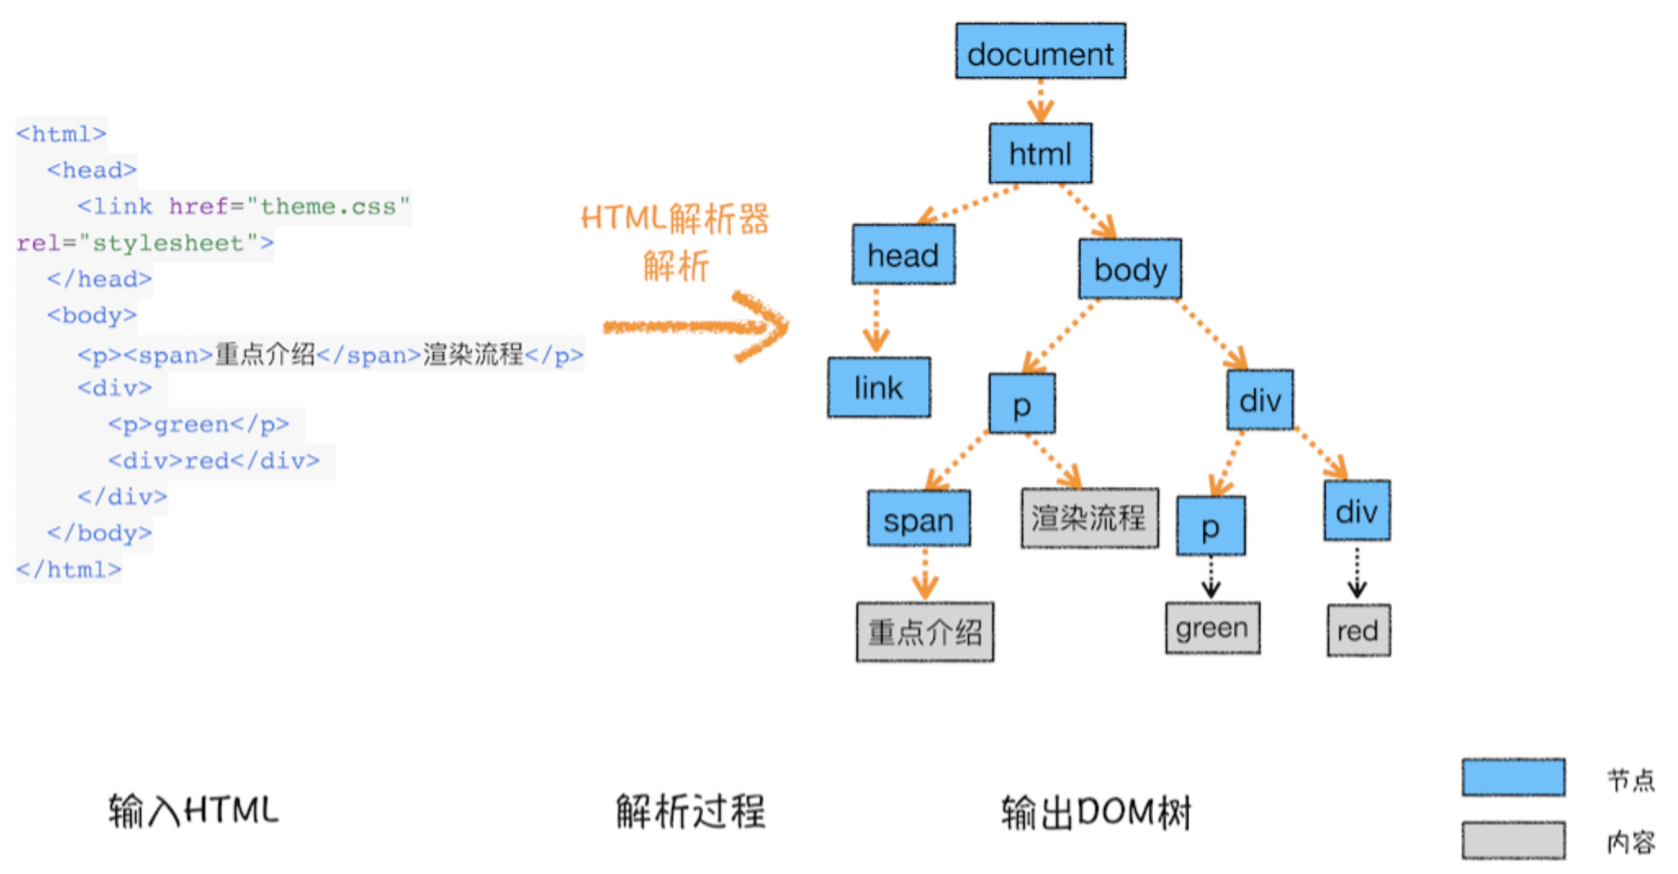 <html>
<head>
<link href="theme.css"
rel="stylesheet">
</head>
<body>
<p><span>重点介绍</span>渲染流程</p>
<div>
<p>green</p>
<div>red</div>
</div>
</body>
</html>
HTML解析器
解析
document
html
head
body
link
p
div
span
渲染流程
p
div
重点介绍
green
red
输入HTML
解析过程
输出DOM树
节点
内容